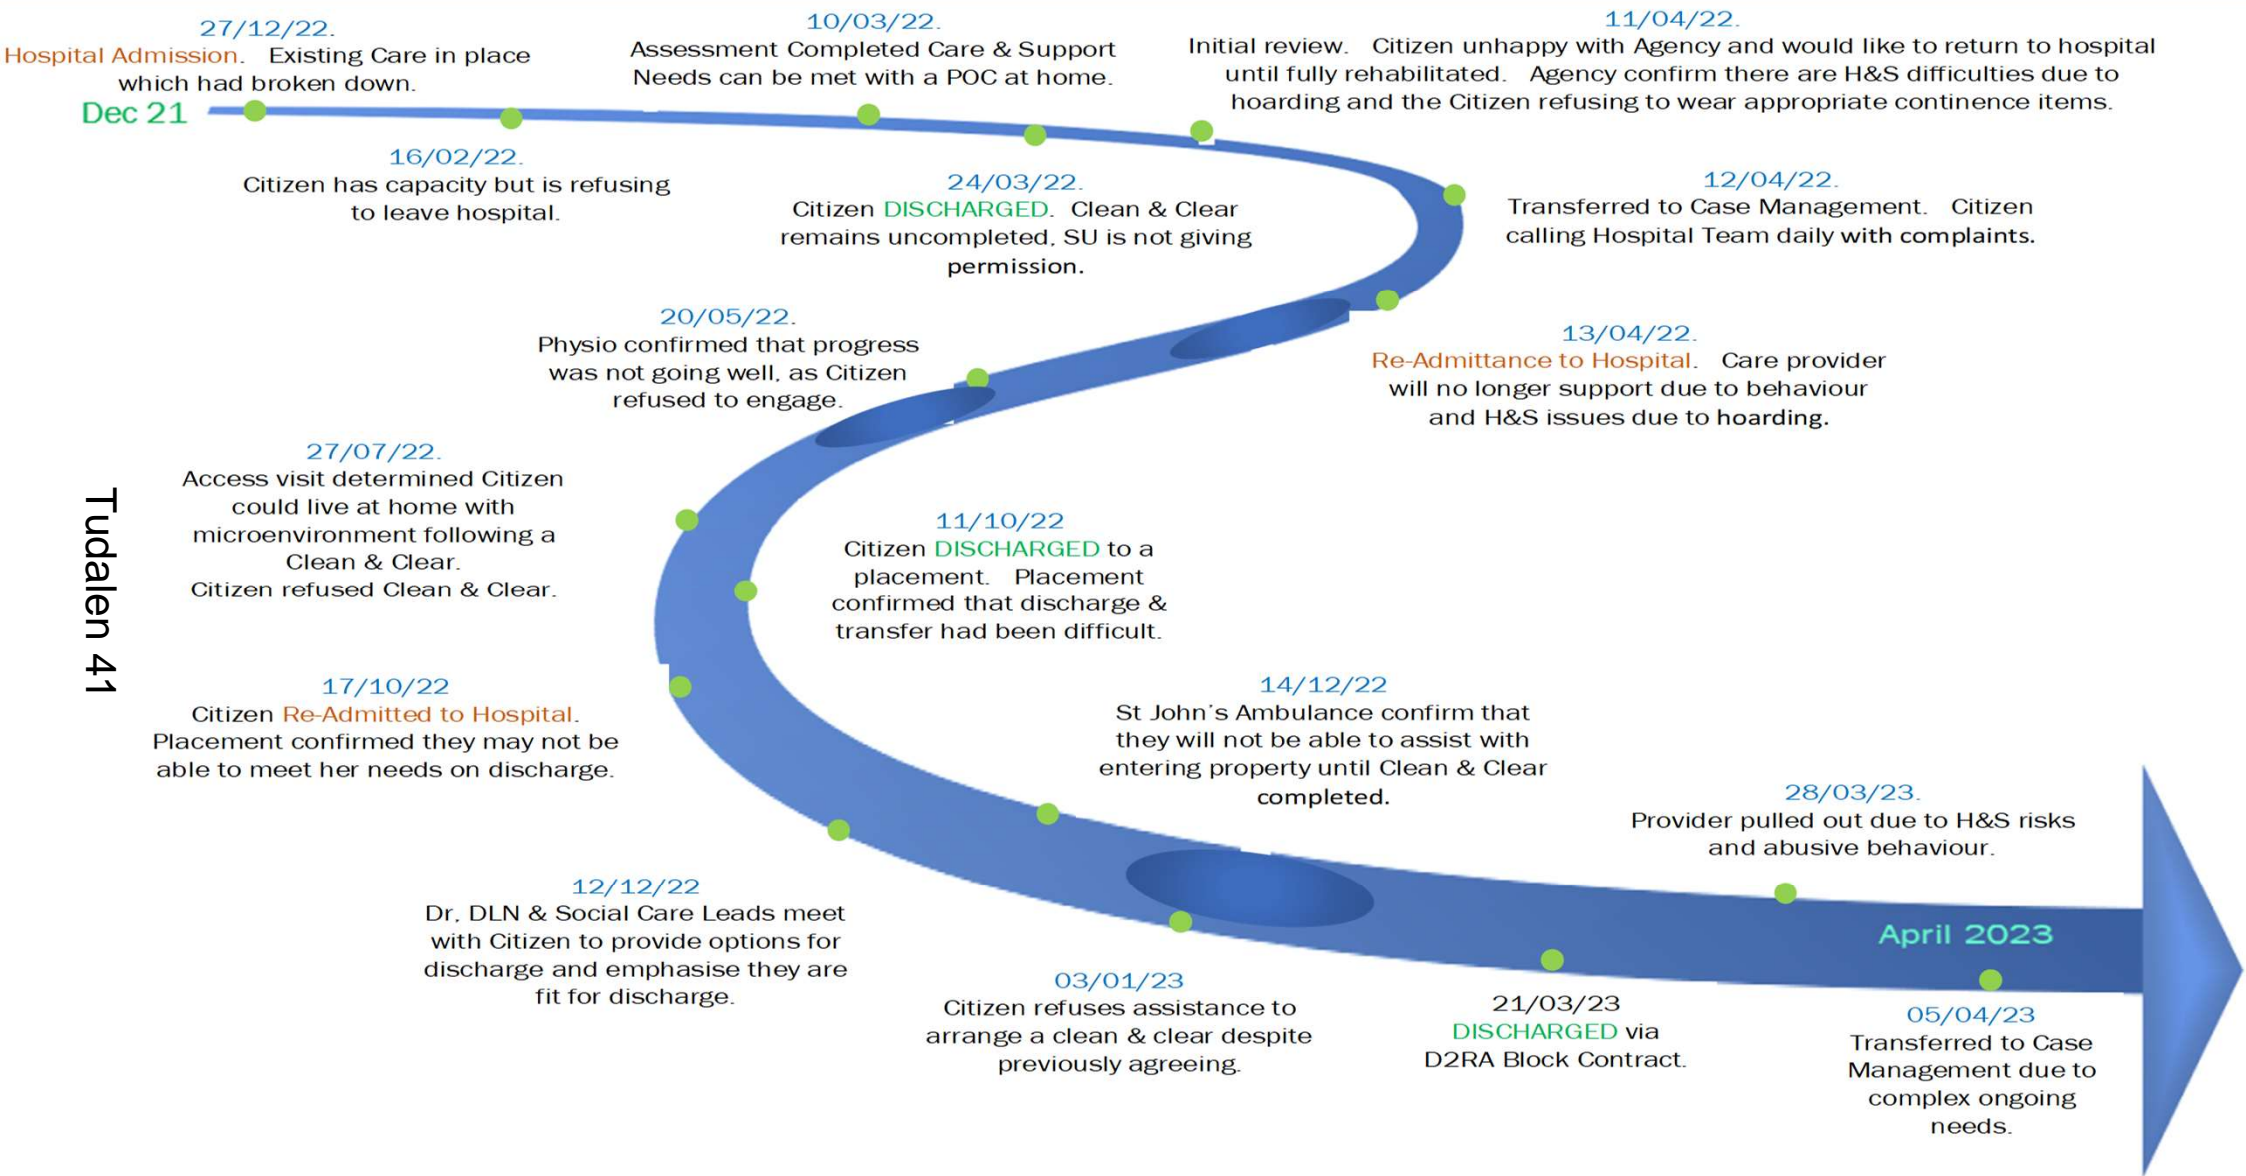 27/12/22.
Hospital Admission. Existing Care in place
which had broken down.
Dec 21
16/02/22.
Citizen has capacity but is refusing
to leave hospital.
10/03/22.
Assessment Completed Care & Support
Needs can be met with a POC at home.
24/03/22.
Citizen DISCHARGED. Clean & Clear
remains uncompleted, SU is not giving
permission.
11/04/22.
Initial review. Citizen unhappy with Agency and would like to return to hospital
until fully rehabilitated. Agency confirm there are H&S difficulties due to
hoarding and the Citizen refusing to wear appropriate continence items.
12/04/22.
Transferred to Case Management. Citizen
calling Hospital Team daily with complaints.
13/04/22.
Re-Admittance to Hospital. Care provider
will no longer support due to behaviour
and H&S issues due to hoarding.
20/05/22.
Physio confirmed that progress
was not going well, as Citizen
refused to engage.
27/07/22.
Access visit determined Citizen
could live at home with
microenvironment following a
Clean & Clear.
Citizen refused Clean & Clear.
Tudalen 41
11/10/22
Citizen DISCHARGED to a
placement. Placement
confirmed that discharge &
transfer had been difficult.
17/10/22
Citizen Re-Admitted to Hospital.
Placement confirmed they may not be
able to meet her needs on discharge.
12/12/22
Dr, DLN & Social Care Leads meet
with Citizen to provide options for
discharge and emphasise they are
fit for discharge.
14/12/22
St John's Ambulance confirm that
they will not be able to assist with
entering property until Clean & Clear
completed.
03/01/23
Citizen refuses assistance to
arrange a clean & clear despite
previously agreeing.
21/03/23
DISCHARGED via
D2RA Block Contract.
28/03/23.
Provider pulled out due to H&S risks
and abusive behaviour.
April 2023
05/04/23
Transferred to Case
Management due to
complex ongoing
needs.